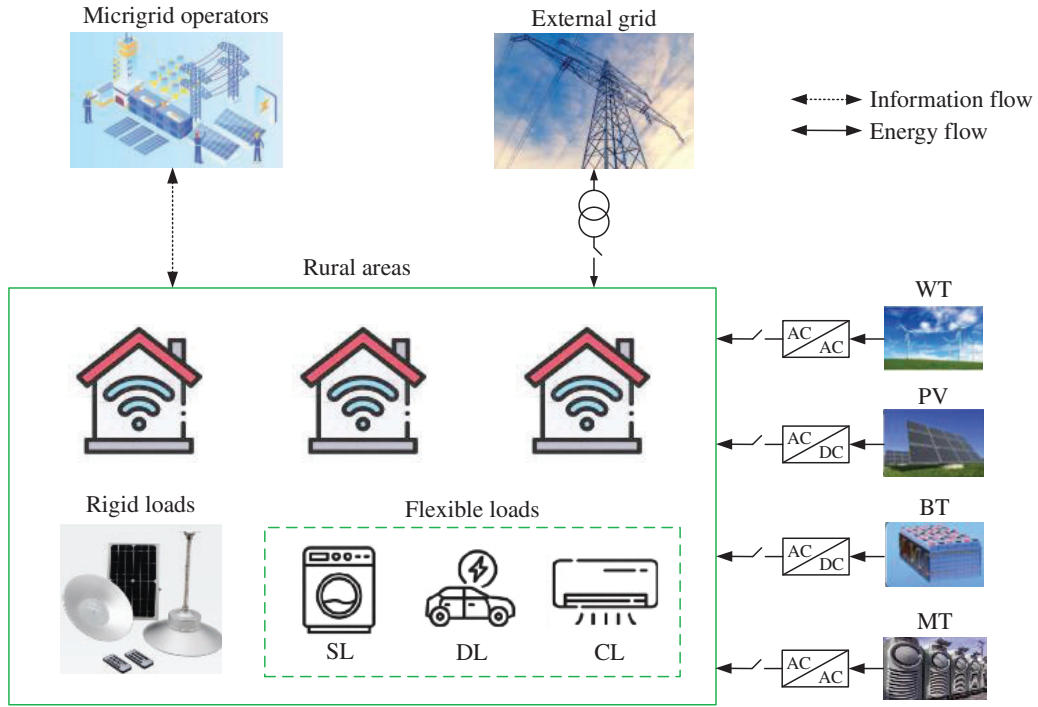 Micrigrid operators
External grid
Information flow
Energy flow
Rural areas
WT
AC
AC
PV
AC
DC
Rigid loads
Flexible loads
BT
AC
DC
SL
DL
CL
MT
AC
AC